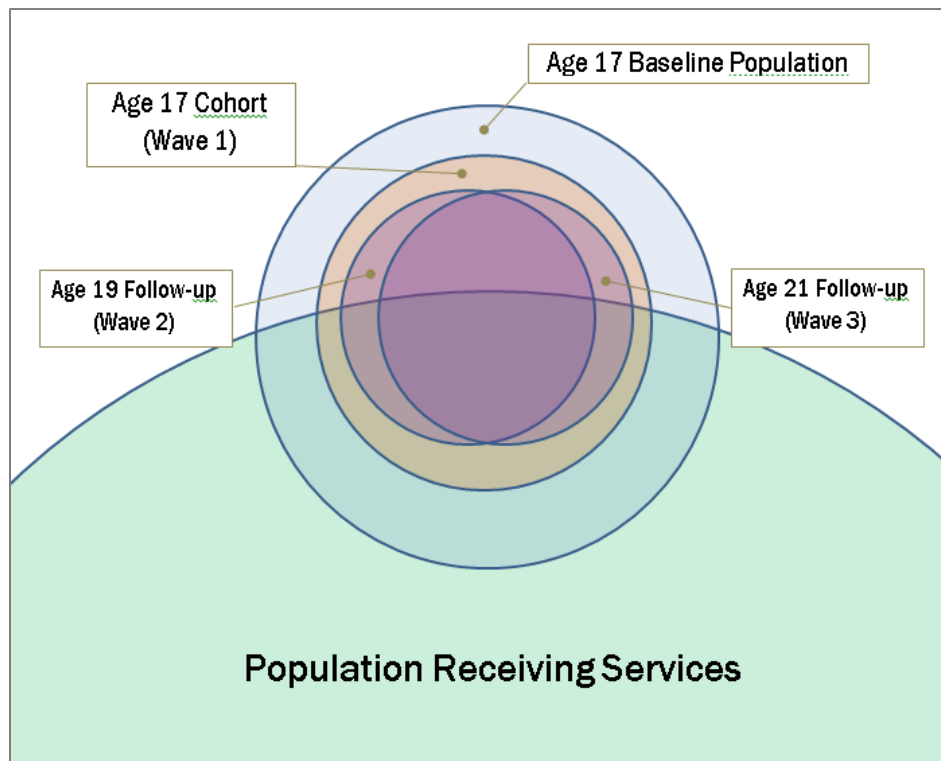 Age 17 Baseline Population
Age 17 Cohort
(Wave 1)
Age 19 Follow-up
(Wave 2)
Age 21 Follow-up
(Wave 3)
Population Receiving Services